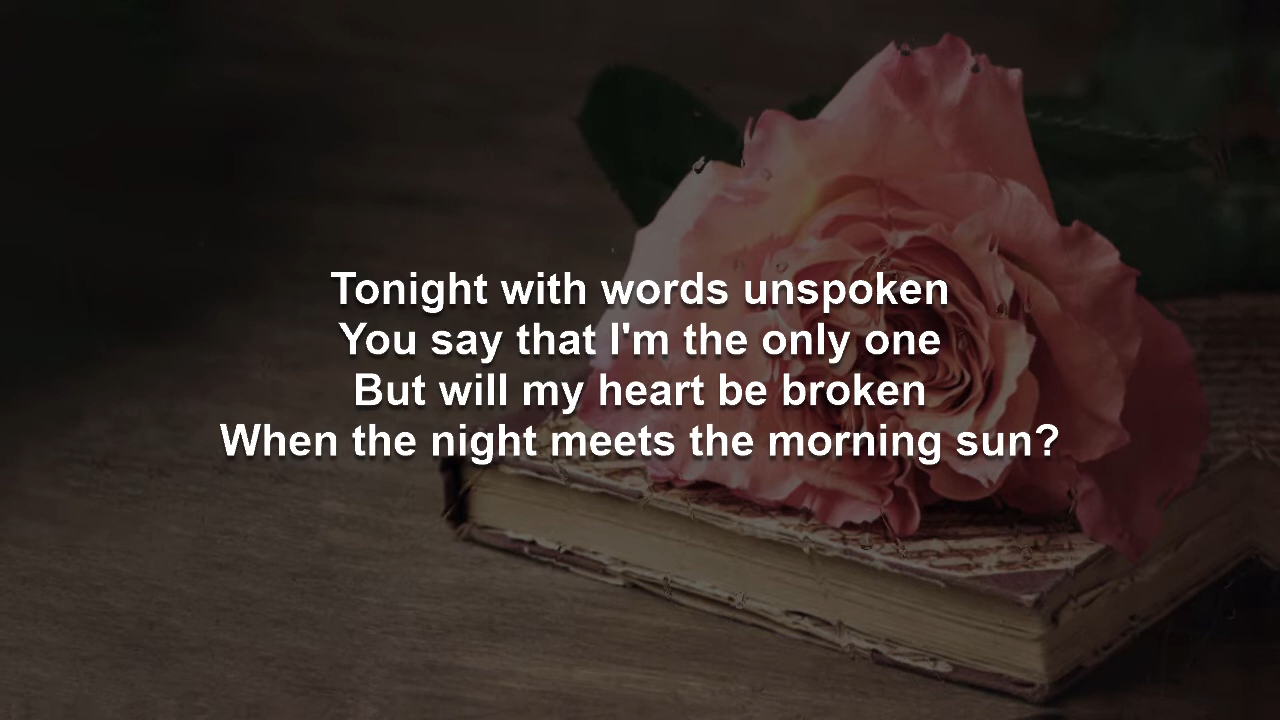 Tonight with words unspoken
You say that I'm the only one
But will my heart be broken
When the night meets the morning sun?